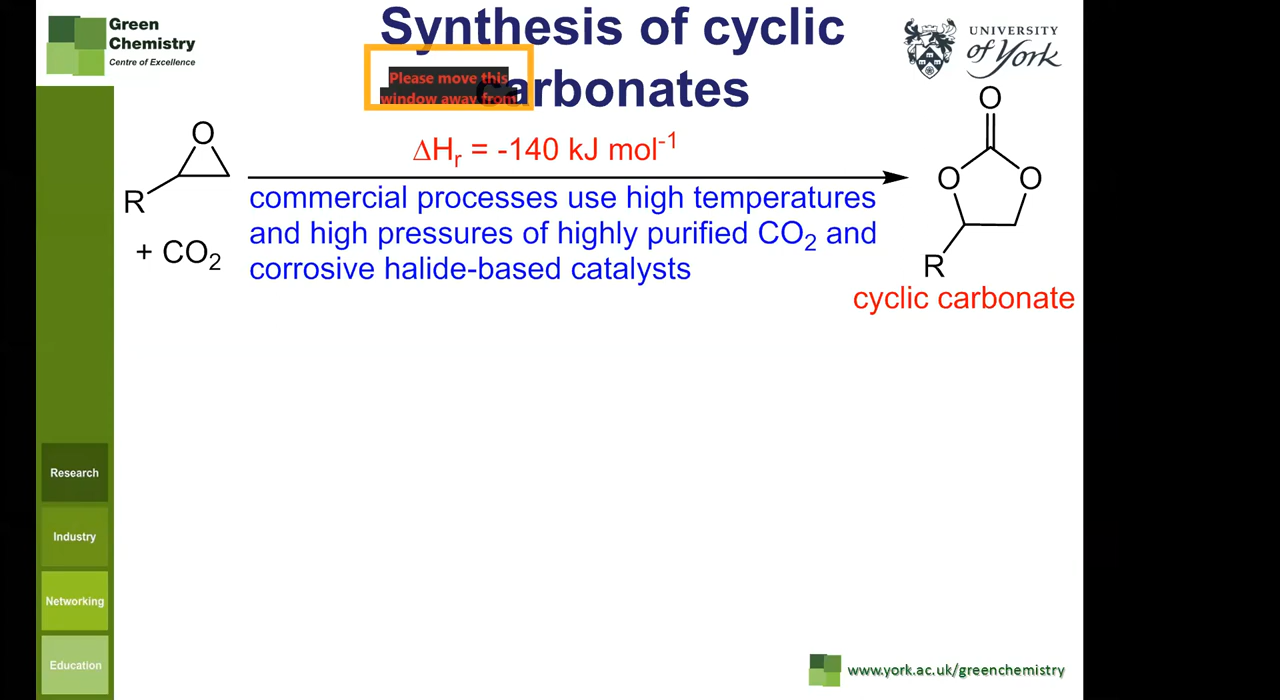 Green
Chemistry
Centre of Excellence
Synthesis of cyclic
carbonates
Please move this
window away from
UNIVERSITY
of York
ΔHr = -140 kJ mol-1
O
R
+ CO2
commercial processes use high temperatures
and high pressures of highly purified CO2 and
corrosive halide-based catalysts
O
O O
R
cyclic carbonate
Research
Industry
Networking
Education
www.york.ac.uk/greenchemistry